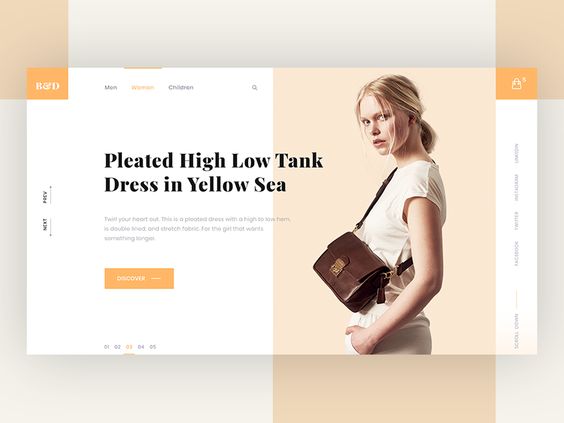 R&D
Men Women Children
5
Pleated High Low Tank
Dress in Yellow Sea
PREV
NEXT
Twirl your heart out. This is a pleated dress with a high to low hem,
is double lined, and stretch fabric. For the girl that wants
something longer.
DISCOVER
01 02 03 04 05
LINKEDIN
INSTAGRAM
TWITTER
FACEBOOK
SCROLL DOWN